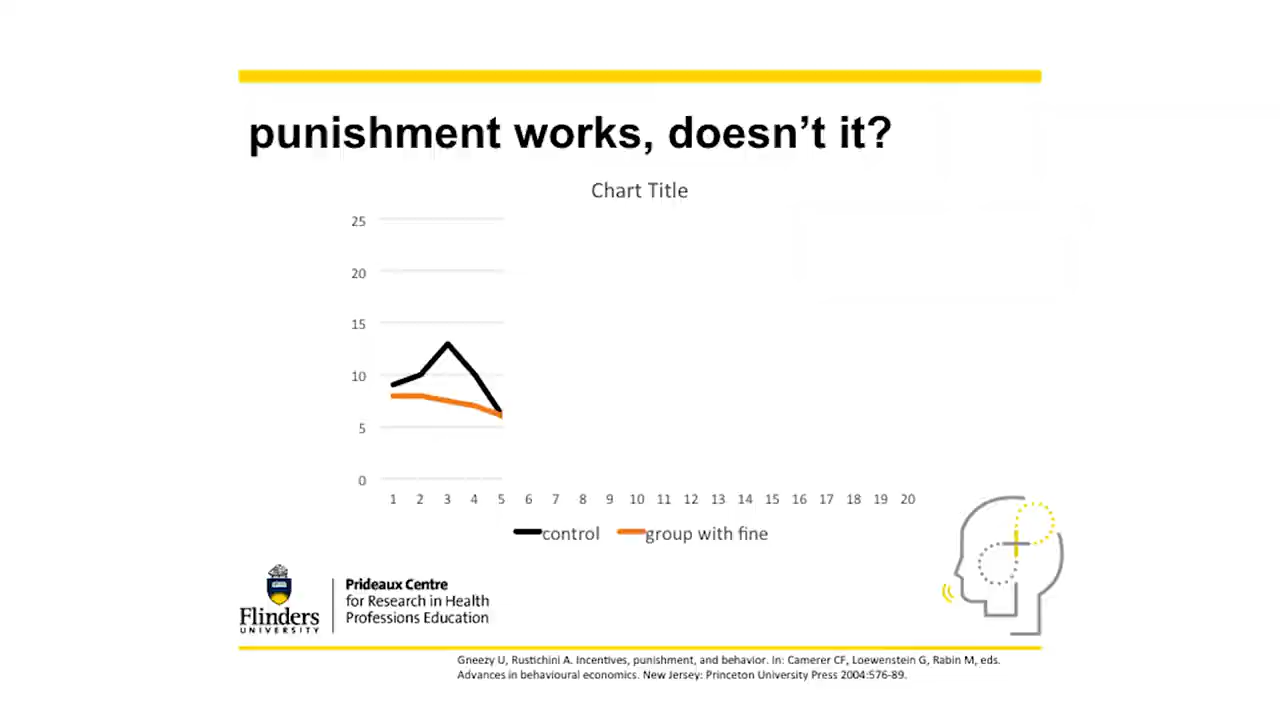 punishment works, doesn’t it?
Chart Title
25
20
15
10
5
0
1 2 3 4 5 6 7 8 9 10 11 12 13 14 15 16 17 18 19 20
control group with fine
Prideaux Centre
for Research in Health
Professions Education
Flinders
UNIVERSITY
Gneezy U, Rustichini A. Incentives, punishment, and behavior. In: Camerer CF, Loewenstein G, Rabin M, eds.
Advances in behavioural economics. New Jersey: Princeton University Press 2004:576-89.